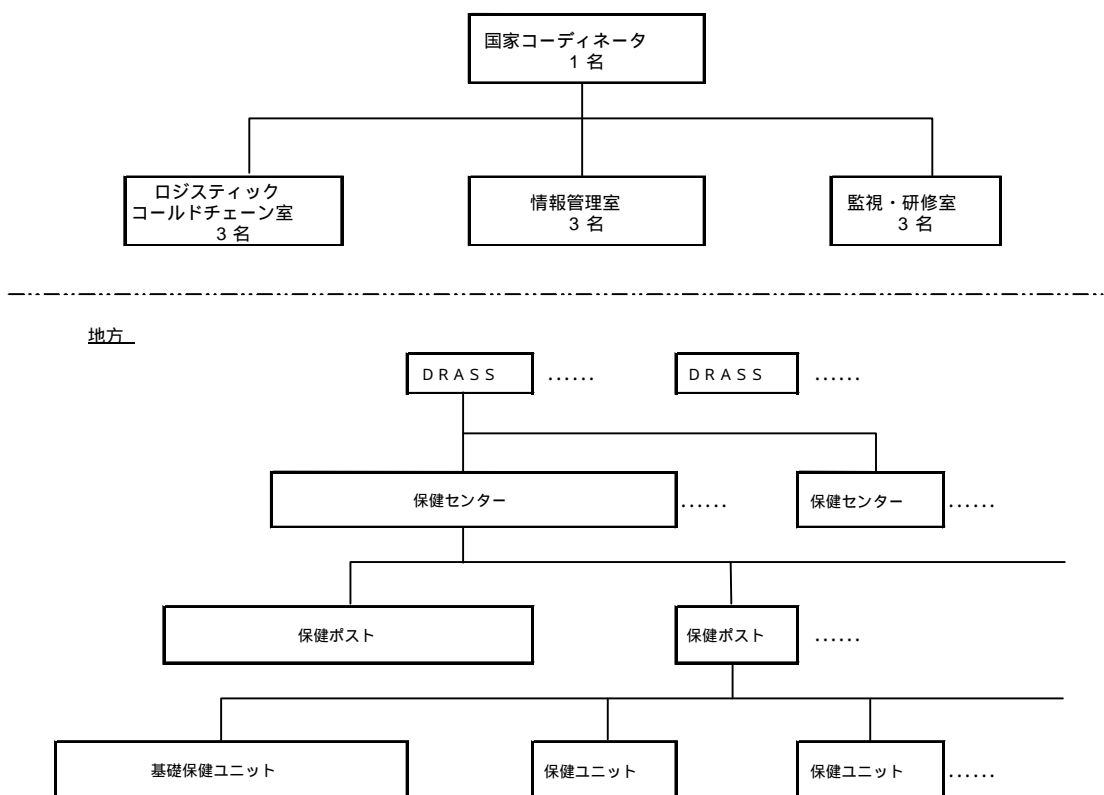 国家コーディネータ
1 名
ロジスティック
コールドチェーン室
3 名
情報管理室
3 名
監視・研修室
3 名
地方
ＤＲＡＳＳ ......
ＤＲＡＳＳ ......
保健センター ......
保健センター ......
保健ポスト
保健ポスト ......
基礎保健ユニット
保健ユニット
保健ユニット ......